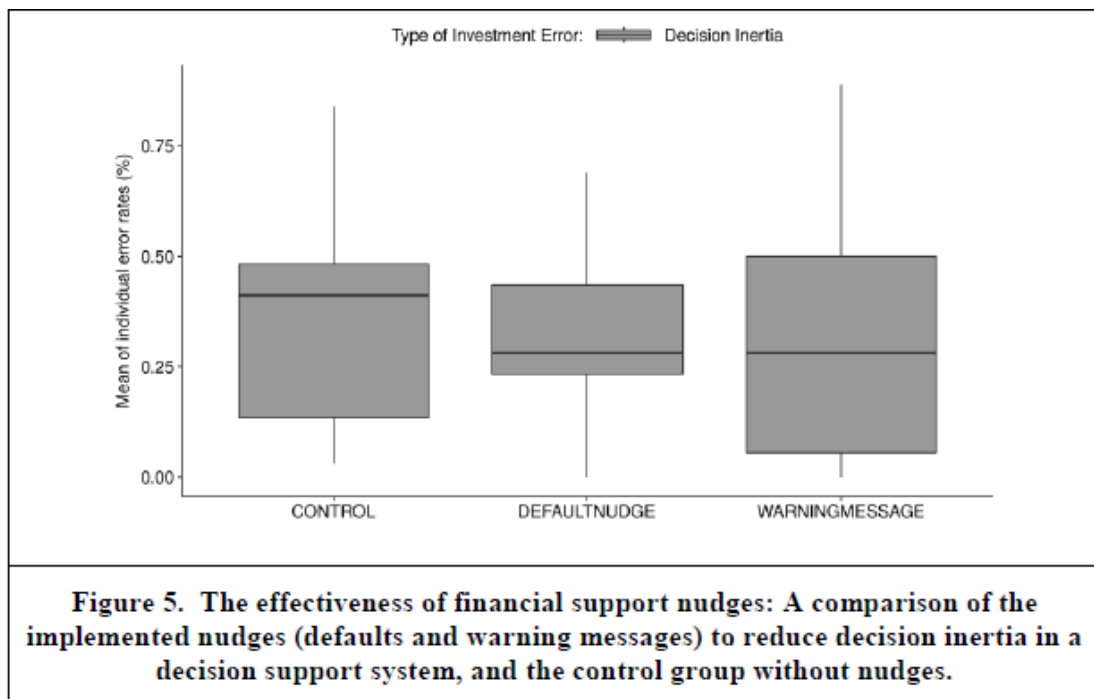 Type of Investment Error: Decision Inertia
Mean of individual error rates (%)
0.75
0.50
0.25
0.00
CONTROL DEFAULTNUDGE WARNINGMESSAGE
Figure 5. The effectiveness of financial support nudges: A comparison of the
implemented nudges (defaults and warning messages) to reduce decision inertia in a
decision support system, and the control group without nudges.